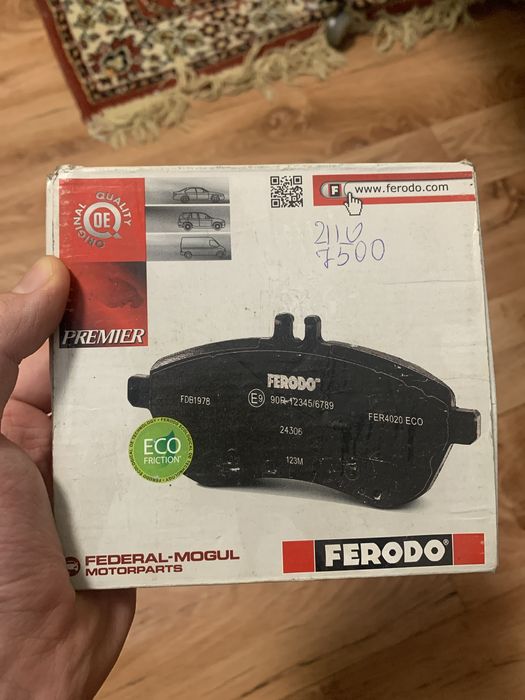 ORIGINAL QUALITY
OE
PREMIER
F www.ferodo.com
2110
7500
FERODO
FDB1978
E9 90R-12345/6789
FER4020 ECO
24306
123M
ECO
FRICTION
FEDERAL-MOGUL
MOTORPARTS
FERODO®